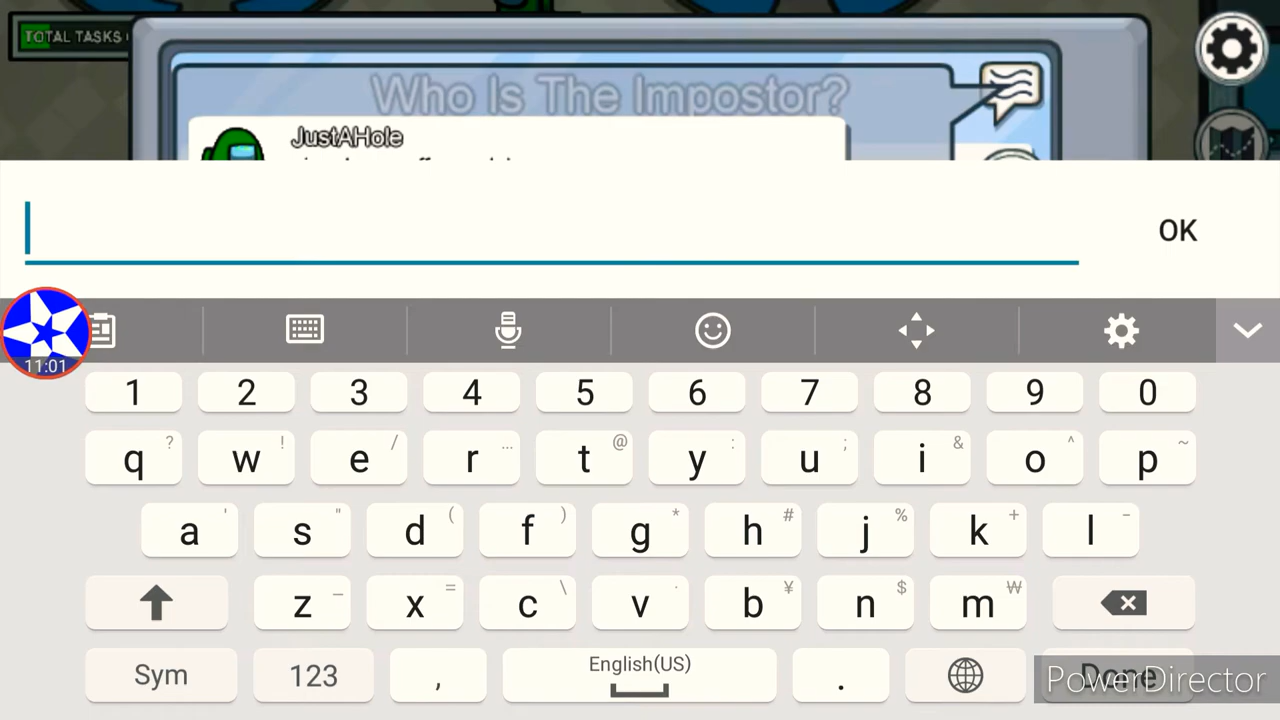 TOTAL TASKS
Who Is The Impostor?
JustAHole
OK
11:01
1 2 3 4 5 6 7 8 9 0
q ? w ! e / r ... t @ y : u ; i & o ^ p ~
a ' s " d ( f ) g * h # j % k + l -
z _ x = c \ v · b ¥ n $ m ₩
Sym 123 , English(US) . Done
PowerDirector